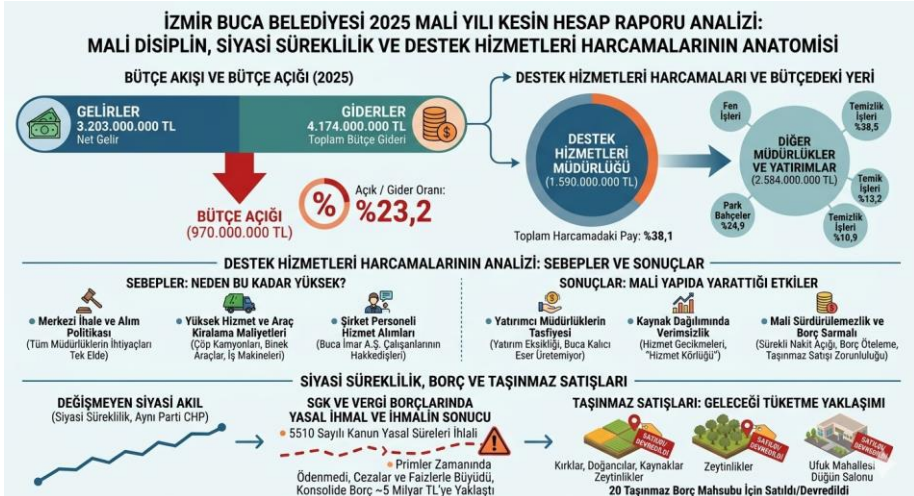 İZMİR BUCA BELEDİYESİ 2025 MALİ YILI KESİN HESAP RAPORU ANALİZİ:
MALİ DİSİPLİN, SİYASİ SÜREKLİLİK VE DESTEK HİZMETLERİ HARCAMALARININ ANATOMİSİ
BÜTÇE AKIŞI VE BÜTÇE AÇIĞI (2025)
GELİRLER
3.203.000.000 TL
Net Gelir
GİDERLER
4.174.000.000 TL
Toplam Bütçe Gideri
BÜTÇE AÇIĞI
(970.000.000 TL)
%
Açık / Gider Oranı:
%23,2
DESTEK HİZMETLERİ HARCAMALARI VE BÜTÇEDEKİ YERİ
DESTEK
HİZMETLERİ
MÜDÜRLÜĞÜ
(1.590.000.000 TL)
Toplam Harcamadaki Pay: %38,1
DİĞER
MÜDÜRLÜKLER
VE YATIRIMLAR
(2.584.000.000 TL)
Fen
İşleri
Temizlik
İşleri
%38,5
Temik
İşleri
%13,2
Temizlik
İşleri
%10,9
Park
Bahçeler
%24,9
DESTEK HİZMETLERİ HARCAMALARININ ANALİZİ: SEBEPLER VE SONUÇLAR
SEBEPLER: NEDEN BU KADAR YÜKSEK?
• Merkezi İhale ve Alım
Politikası
(Tüm Müdürlüklerin İhtiyaçları
Tek Elde)
• Yüksek Hizmet ve Araç
Kiralama Maliyetleri
(Çöp Kamyonları, Binek
Araçlar, İş Makineleri)
• Şirket Personeli
Hizmet Alımları
(Buca İmar A.Ş. Çalışanlarının
Hakkedişleri)
SONUÇLAR: MALİ YAPIDA YARATTIĞI ETKİLER
• Yatırımcı Müdürlüklerin
Tasfiyesi
(Yatırım Eksikliği, Buca Kalıcı
Eser Üretemiyor)
• Kaynak Dağılımında
Verimsizlik
(Hizmet Gecikmeleri,
"Hizmet Körlüğü")
• Mali Sürdürülemezlik ve
Borç Sarmalı
(Sürekli Nakit Açığı, Borç Öteleme,
Taşınmaz Satışı Zorunluluğu)
SİYASİ SÜREKLİLİK, BORÇ VE TAŞINMAZ SATIŞLARI
DEĞİŞMEYEN SİYASİ AKIL
(Siyasi Süreklilik, Aynı Parti CHP)
SGK VE VERGİ BORÇLARINDA
YASAL İHMAL VE İHMALİN SONUCU
• 5510 Sayılı Kanun Yasal Süreleri İhlali
• Primler Zamanında
Ödenmedi, Cezalar ve Faizlerle Büyüdü,
Konsolide Borç ~5 Milyar TL'ye Yaklaştı
TAŞINMAZ SATIŞLARI: GELECEĞİ TÜKETME YAKLAŞIMI
SATILDI/
DEVREDİLDİ
Kırklar, Doğancılar, Kaynaklar
Zeytinlikler
SATILDI/
DEVREDİLDİ
Zeytinlikler
SATILDI/
DEVREDİLDİ
Ufuk Mahallesi
Düğün Salonu
20 Taşınmaz Borç Mahsubu İçin Satıldı/Devredildi